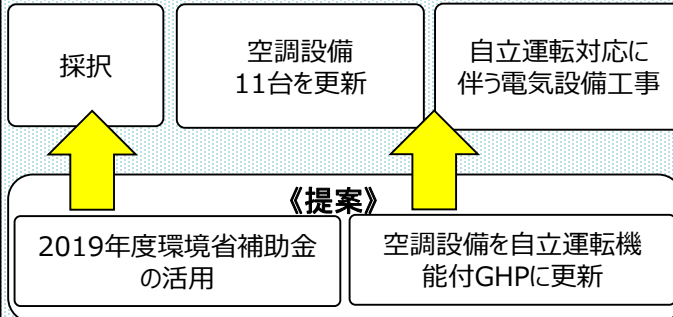 採択
空調設備
11台を更新
自立運転対応に
伴う電気設備工事
《提案》
2019年度環境省補助金
の活用
空調設備を自立運転機
能付GHPに更新